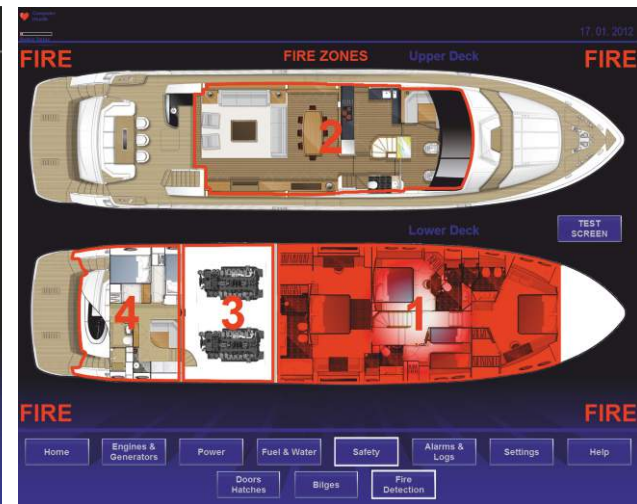 17. 01. 2012
FIRE FIRE ZONES Upper Deck FIRE
2
TEST
SCREEN
Lower Deck
4 3 1
FIRE FIRE
Home Engines &
Generators Power Fuel & Water Safety Alarms &
Logs Settings Help
Doors
Hatches Bilges Fire
Detection